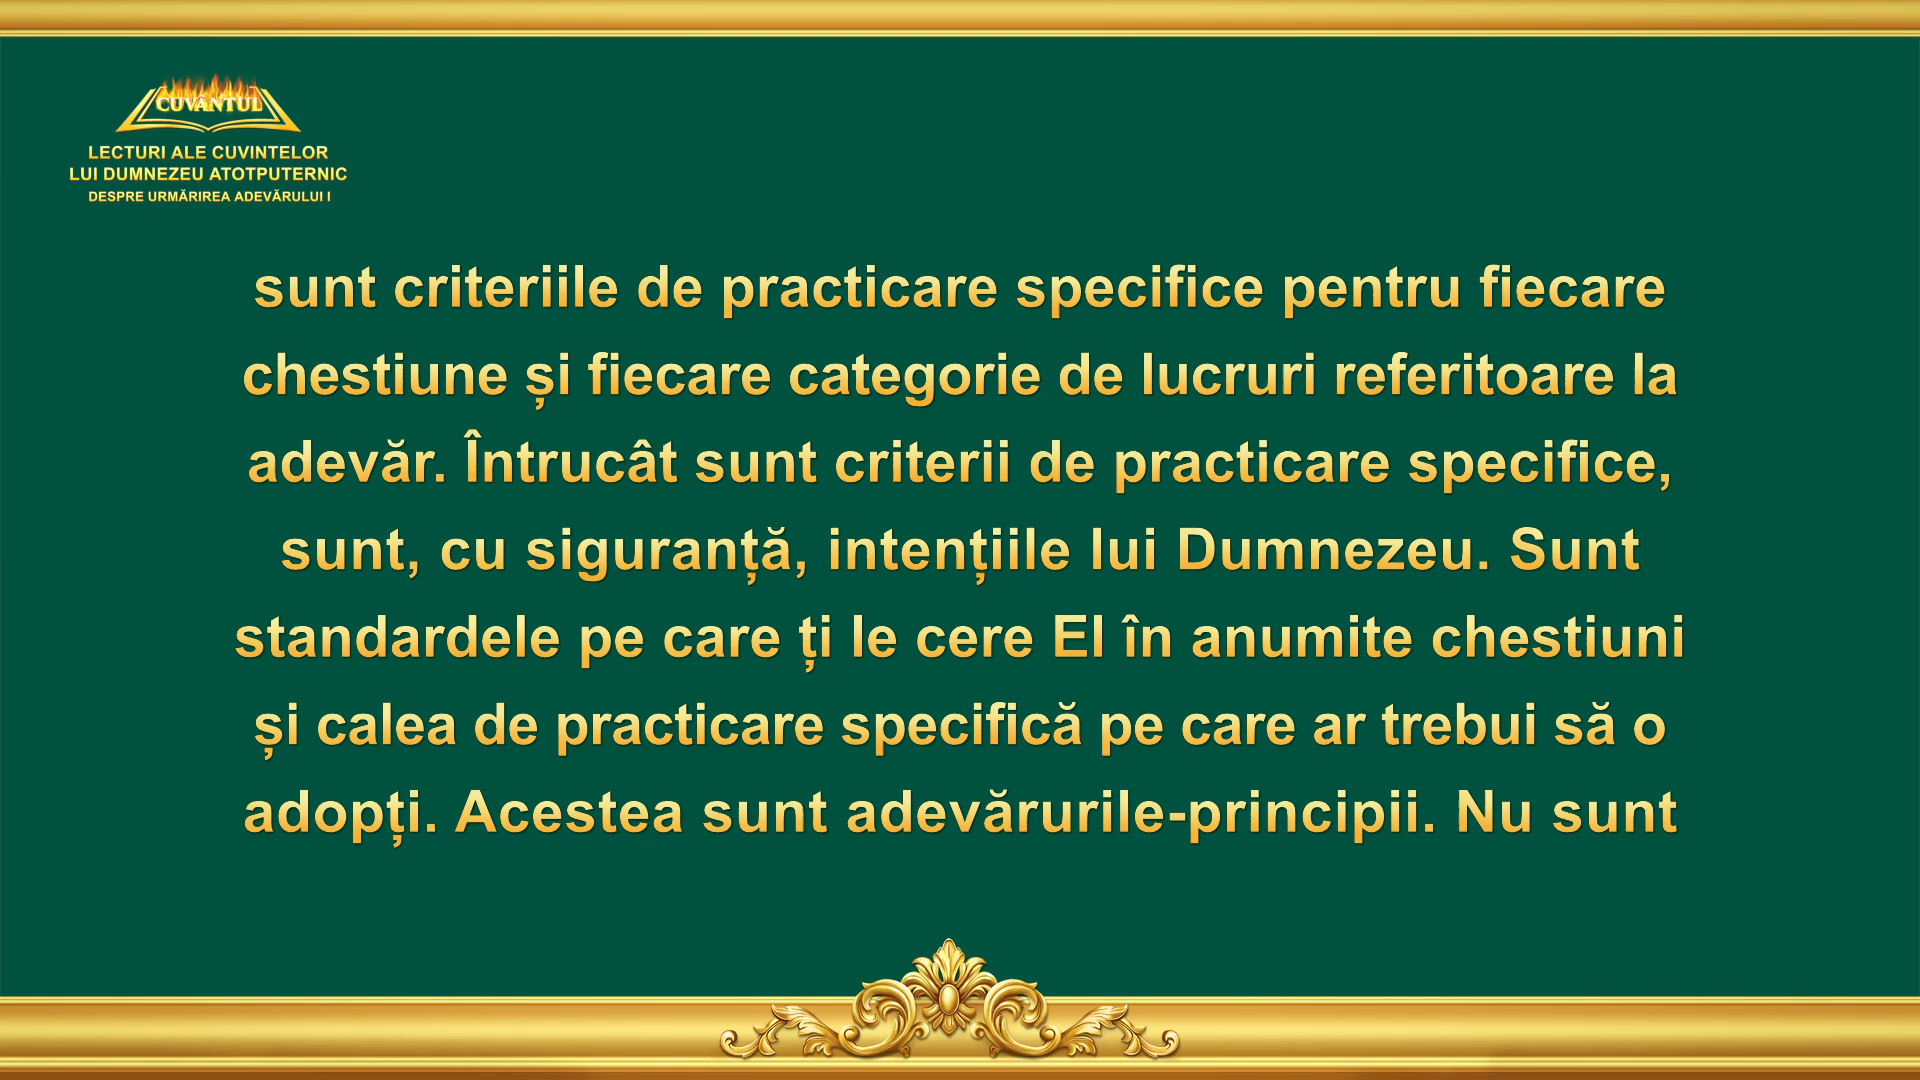 CUVÂNTUL
LECTURI ALE CUVINTELOR
LUI DUMNEZEU ATOTPUTERNIC
DESPRE URMĂRIREA ADEVĂRULUI I
sunt criteriile de practicare specifice pentru fiecare
chestiune și fiecare categorie de lucruri referitoare la
adevăr. Întrucât sunt criterii de practicare specifice,
sunt, cu siguranță, intențiile lui Dumnezeu. Sunt
standardele pe care ți le cere El în anumite chestiuni
și calea de practicare specifică pe care ar trebui să o
adopți. Acestea sunt adevărurile-principii. Nu sunt